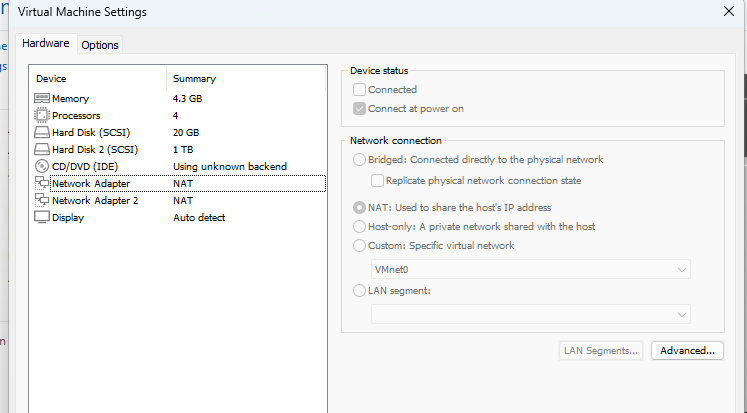 Virtual Machine Settings
Hardware Options
Device Summary
Memory 4.3 GB
Processors 4
Hard Disk (SCSI) 20 GB
Hard Disk 2 (SCSI) 1 TB
CD/DVD (IDE) Using unknown backend
Network Adapter NAT
Network Adapter 2 NAT
Display Auto detect
Device status
Connected
Connect at power on
Network connection
Bridged: Connected directly to the physical network
Replicate physical network connection state
NAT: Used to share the host's IP address
Host-only: A private network shared with the host
Custom: Specific virtual network
VMnet0
LAN segment:
LAN Segments...
Advanced...